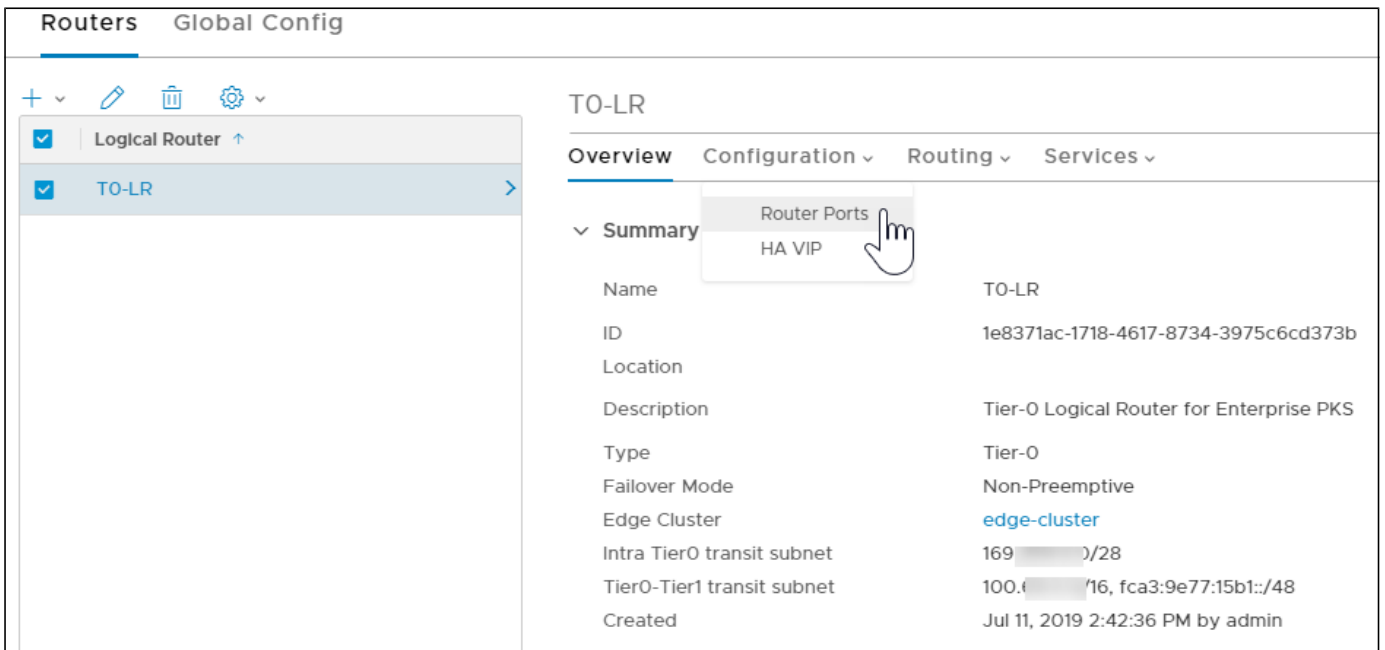 Routers Global Config
T0-LR
Logical Router
Overview Configuration Routing Services
T0-LR
Router Ports
Summary
HA VIP
Name T0-LR
ID 1e8371ac-1718-4617-8734-3975c6cd373b
Location
Description Tier-0 Logical Router for Enterprise PKS
Type Tier-0
Failover Mode Non-Preemptive
Edge Cluster edge-cluster
Intra Tier0 transit subnet 169 /28
Tier0-Tier1 transit subnet 100. /16, fca3:9e77:15b1::/48
Created Jul 11, 2019 2:42:36 PM by admin